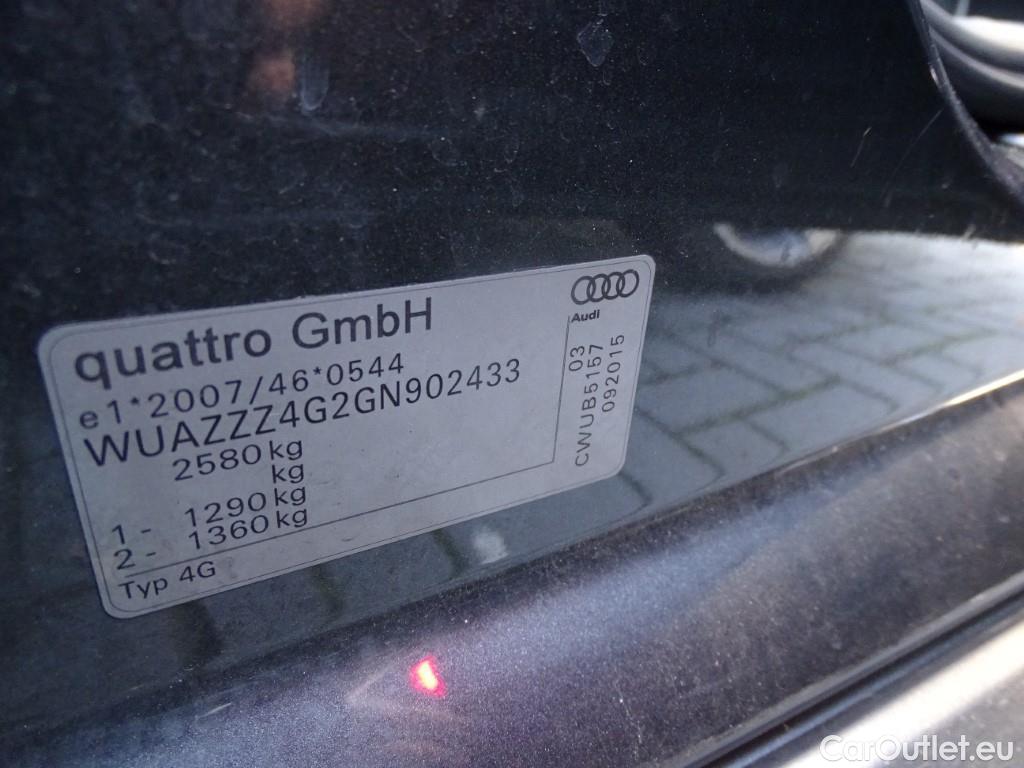 quattro GmbH
e1*2007/46*0544
WUAZZZ4G2GN902433
2580 kg
kg
1 - 1290 kg
2 - 1360 kg
Typ 4G
Audi
03
CWUB5157
092015
CarOutlet.eu